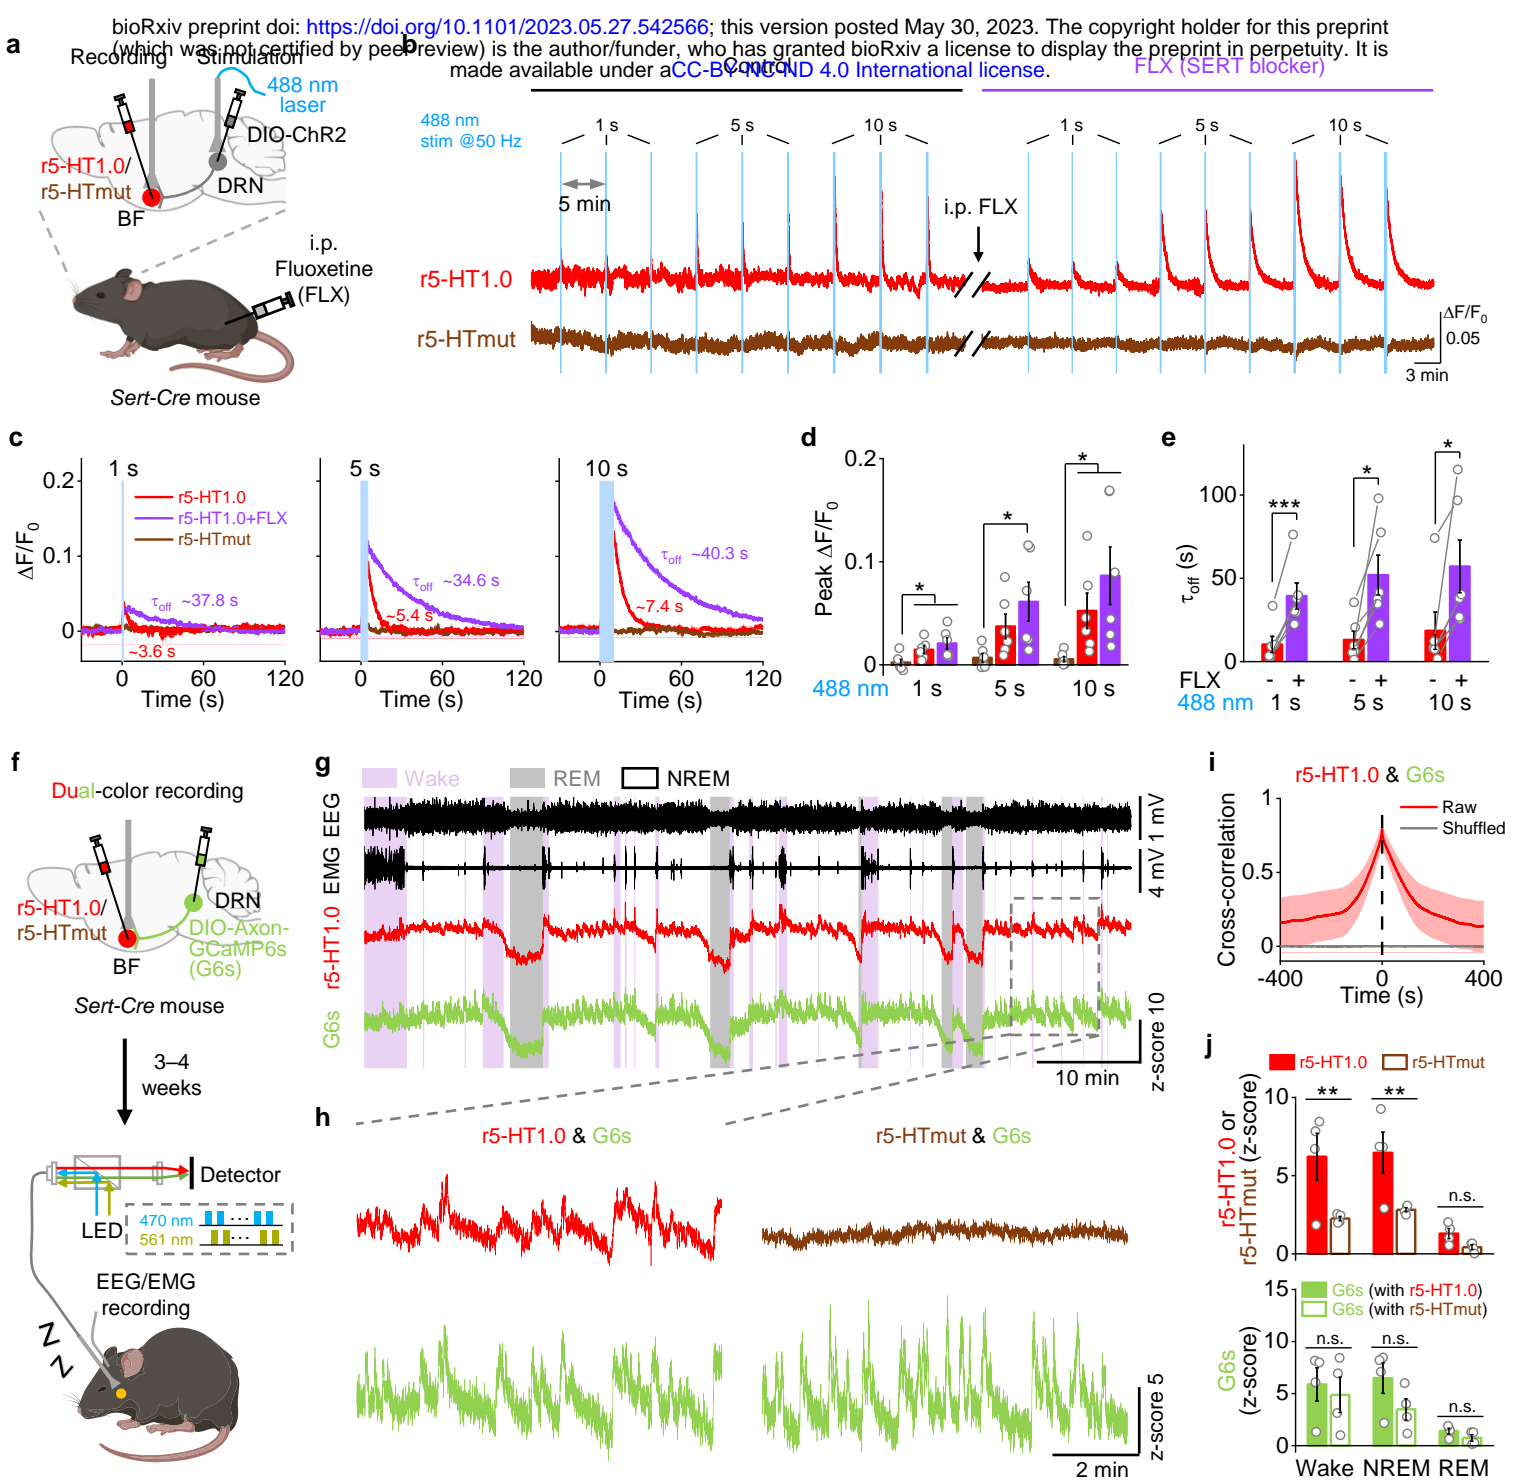 bioRxiv preprint doi: https://doi.org/10.1101/2023.05.27.542566; this version posted May 30, 2023. The copyright holder for this preprint
(which was not certified by peer review) is the author/funder, who has granted bioRxiv a license to display the preprint in perpetuity. It is
made available under aCC-BY-NC-ND 4.0 International license.
a
Recording
Stimulation
488 nm
laser
DIO-ChR2
r5-HT1.0/
r5-HTmut
DRN
BF
i.p.
Fluoxetine
(FLX)
Sert-Cre mouse
b
Control
FLX (SERT blocker)
488 nm
stim @50 Hz
1 s
5 s
10 s
1 s
5 s
10 s
5 min
i.p. FLX
r5-HT1.0
r5-HTmut
ΔF/F0
0.05
3 min
c
1 s
5 s
10 s
r5-HT1.0
r5-HT1.0+FLX
r5-HTmut
ΔF/F0
0.2
0.1
0
τoff ~37.8 s
~3.6 s
τoff ~34.6 s
~5.4 s
τoff ~40.3 s
~7.4 s
0 60 120
0 60 120
0 60 120
Time (s)
Time (s)
Time (s)
d
Peak ΔF/F0
0.2
0.1
0
*
*
*
488 nm
1 s
5 s
10 s
e
τoff (s)
100
50
0
***
*
*
FLX
- + - + - +
488 nm
1 s
5 s
10 s
f
Dual-color recording
r5-HT1.0/
r5-HTmut
DRN
DIO-Axon-
GCaMP6s
(G6s)
BF
Sert-Cre mouse
3–4
weeks
Detector
LED
470 nm
561 nm
EEG/EMG
recording
Z
Z
g
Wake
REM
NREM
EEG
EMG
r5-HT1.0
G6s
1 mV
4 mV
z-score 10
10 min
h
r5-HT1.0 & G6s
r5-HTmut & G6s
z-score 5
2 min
i
r5-HT1.0 & G6s
Raw
Shuffled
Cross-correlation
1
0.5
0
-400 0 400
Time (s)
j
r5-HT1.0
r5-HTmut
r5-HT1.0 or
r5-HTmut (z-score)
10
5
0
**
**
n.s.
G6s (with r5-HT1.0)
G6s (with r5-HTmut)
G6s
(z-score)
15
10
5
0
n.s.
n.s.
n.s.
Wake NREM REM